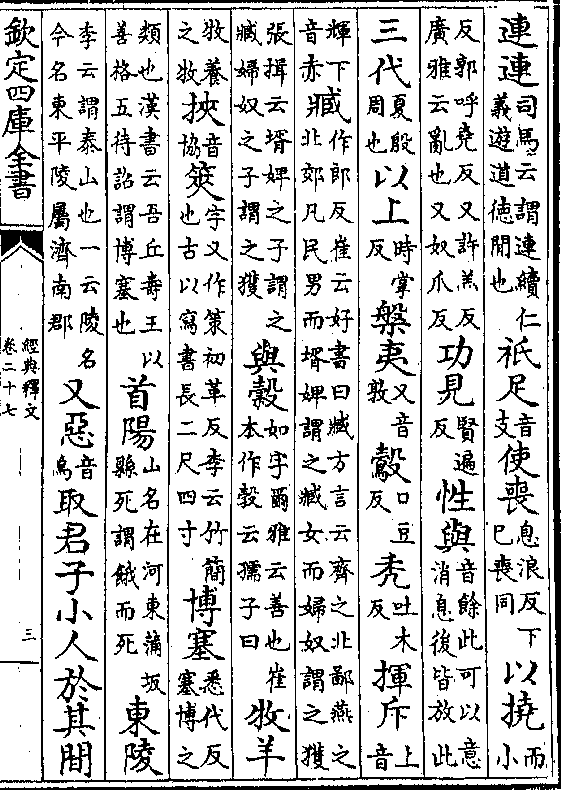 連連司馬云謂連續仁義遊道德間也祇足音支使喪息浪反下已喪同以撓而小
反郭呼堯反又許羔反廣雅云亂也又奴爪反功見賢遍反性與音餘此可以意消息後皆放此
三代夏殷周也以上時掌反槃夷又音敦鷇口豆反禿吐木反揮斥上音
輝下音赤臧作郎反崔云好書曰臧方言云齊之北鄙燕之北郊凡民男而壻婢謂之臧女而婦奴謂之獲
張揖云壻婢之子謂之臧婦奴之子謂之獲與穀如字爾雅云善也崔本作㝅云孺子曰牧羊
牧養之牧挾音協筴字又作策初革反李云竹簡也古以寫書長二尺四寸博塞悉代反塞博之
類也漢書云吾丘壽王以善格五待詔謂博塞也首陽山名在河東蒲坂縣死謂餓而死東陵
李云謂泰山也一云陵名今名東平陵屬濟南郡又惡音烏取君子小人於其間
欽定四庫全書
經典釋文
卷二十七
三